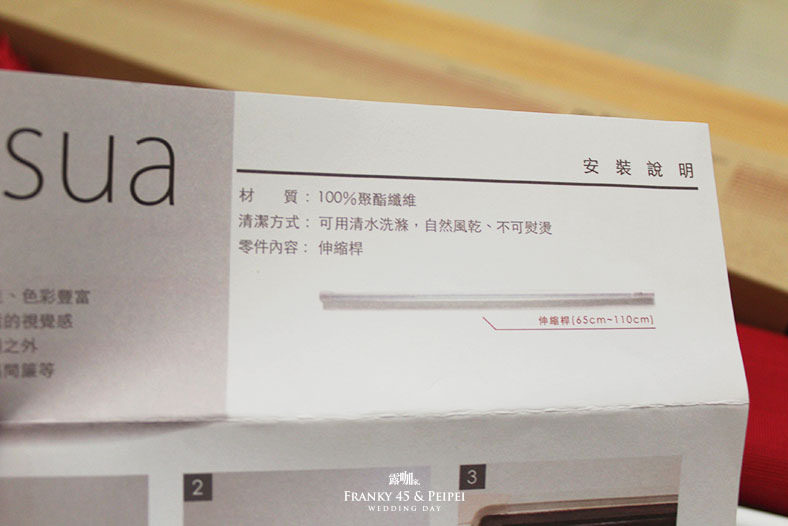 sua
安裝說明
材 質：100%聚酯纖維
清潔方式：可用清水洗滌，自然風乾、不可熨燙
零件內容：伸縮桿
伸縮桿(65cm~110cm)
、色彩豐富
的視覺感
之外
間簾等
2
3
露咖
FRANKY 45 & PEIPEI
WEDDING DAY